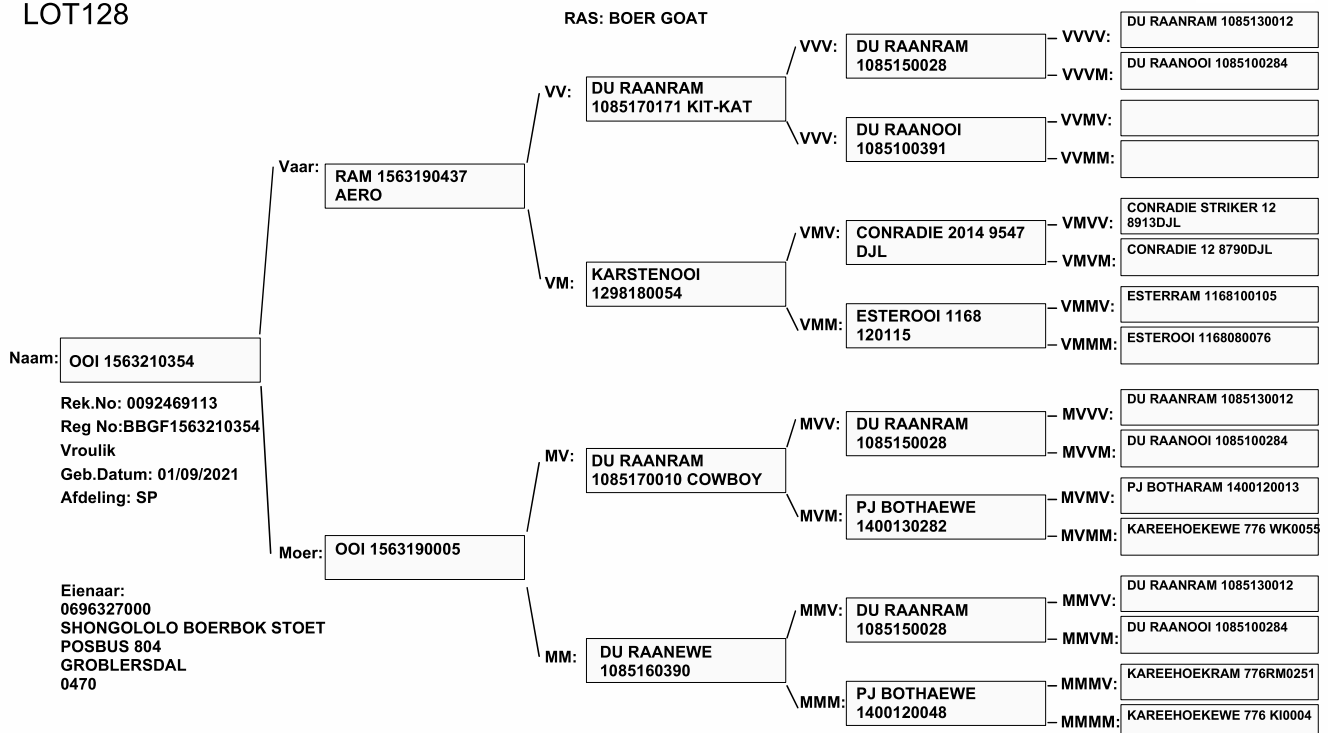 LOT128
RAS: BOER GOAT
Naam:
OOI 1563210354
Rek.No: 0092469113
Reg No:BBGF1563210354
Vroulik
Geb.Datum: 01/09/2021
Afdeling: SP
Eienaar:
0696327000
SHONGOLOLO BOERBOK STOET
POSBUS 804
GROBLERSDAL
0470
Vaar:
RAM 1563190437
AERO
Moer:
OOI 1563190005
VV:
DU RAANRAM
1085170171 KIT-KAT
VM:
KARSTENOOI
1298180054
MV:
DU RAANRAM
1085170010 COWBOY
MM:
DU RAANEWE
1085160390
VVV:
DU RAANRAM
1085150028
VVV:
DU RAANOOI
1085100391
VMV:
CONRADIE 2014 9547
DJL
VMM:
ESTEROOI 1168
120115
MVV:
DU RAANRAM
1085150028
MVM:
PJ BOTHAEWE
1400130282
MMV:
DU RAANRAM
1085150028
MMM:
PJ BOTHAEWE
1400120048
VVVV:
DU RAANRAM 1085130012
VVVM:
DU RAANOOI 1085100284
VVMV:
VVMM:
VMVV:
CONRADIE STRIKER 12
8913DJL
VMVM:
CONRADIE 12 8790DJL
VMMV:
ESTERRAM 1168100105
VMMM:
ESTEROOI 1168080076
MVVV:
DU RAANRAM 1085130012
MVVM:
DU RAANOOI 1085100284
MVMV:
PJ BOTHARAM 1400120013
MVMM:
KAREEHOEKEWE 776 WK0055
MMVV:
DU RAANRAM 1085130012
MMVM:
DU RAANOOI 1085100284
MMMV:
KAREEHOEKRAM 776RM0251
MMMM:
KAREEHOEKEWE 776 KI0004